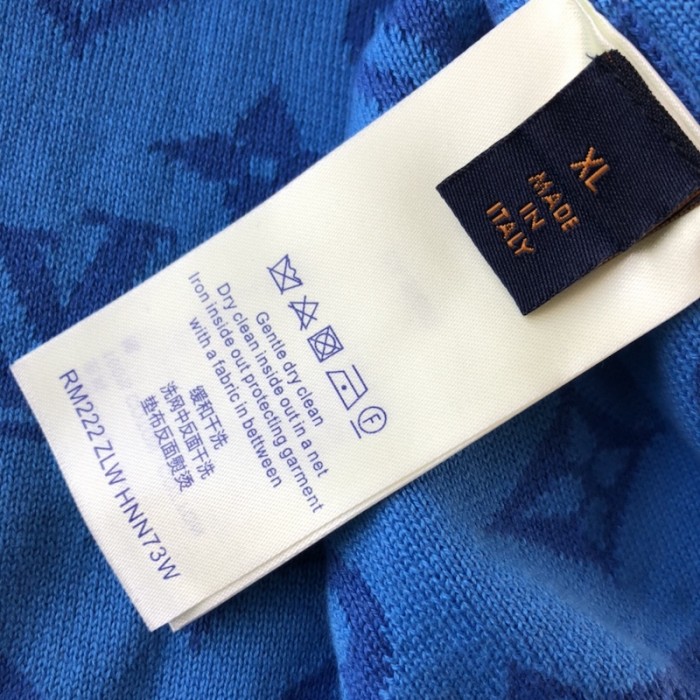 XL
MADE
IN
ITALY
F
Gentle dry clean
Dry clean inside out in a net
Iron inside out protecting garment
with a fabric in bettween
缓和干洗
洗网中反面干洗
垫布反面熨烫
RM222 ZLW HNN73W